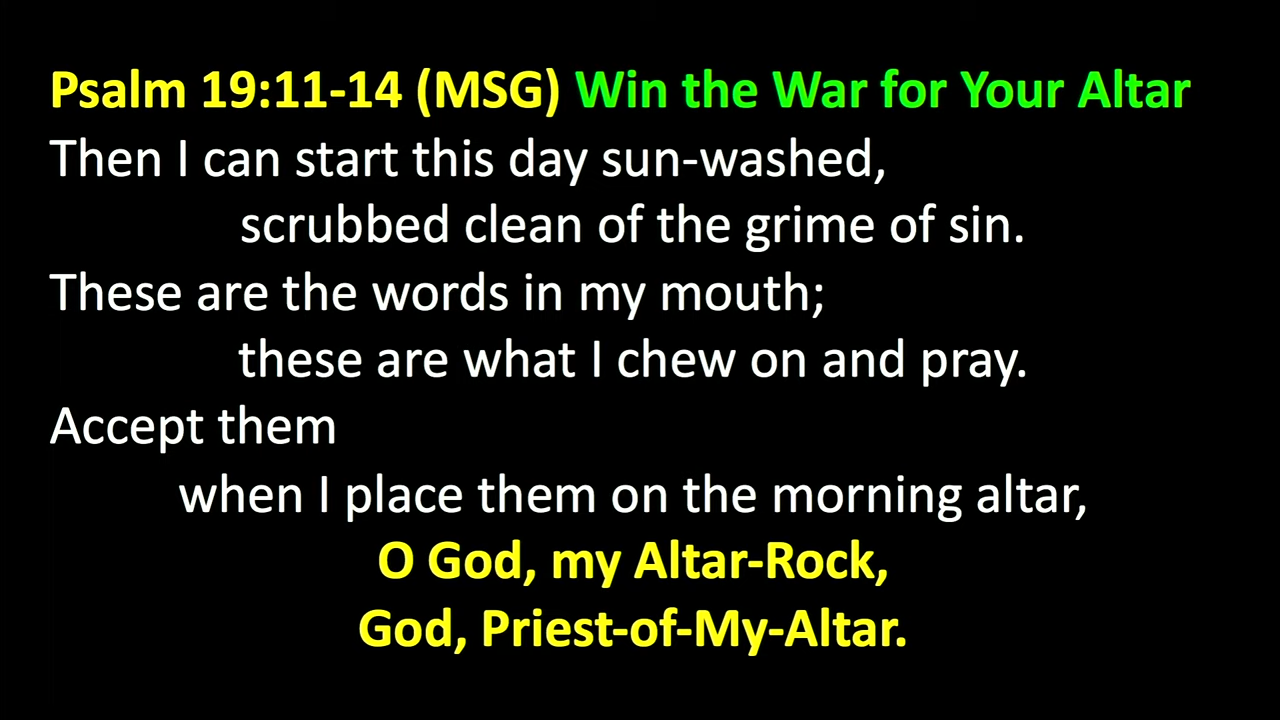 Psalm 19:11-14 (MSG) Win the War for Your Altar
Then I can start this day sun-washed,
scrubbed clean of the grime of sin.
These are the words in my mouth;
these are what I chew on and pray.
Accept them
when I place them on the morning altar,
O God, my Altar-Rock,
God, Priest-of-My-Altar.